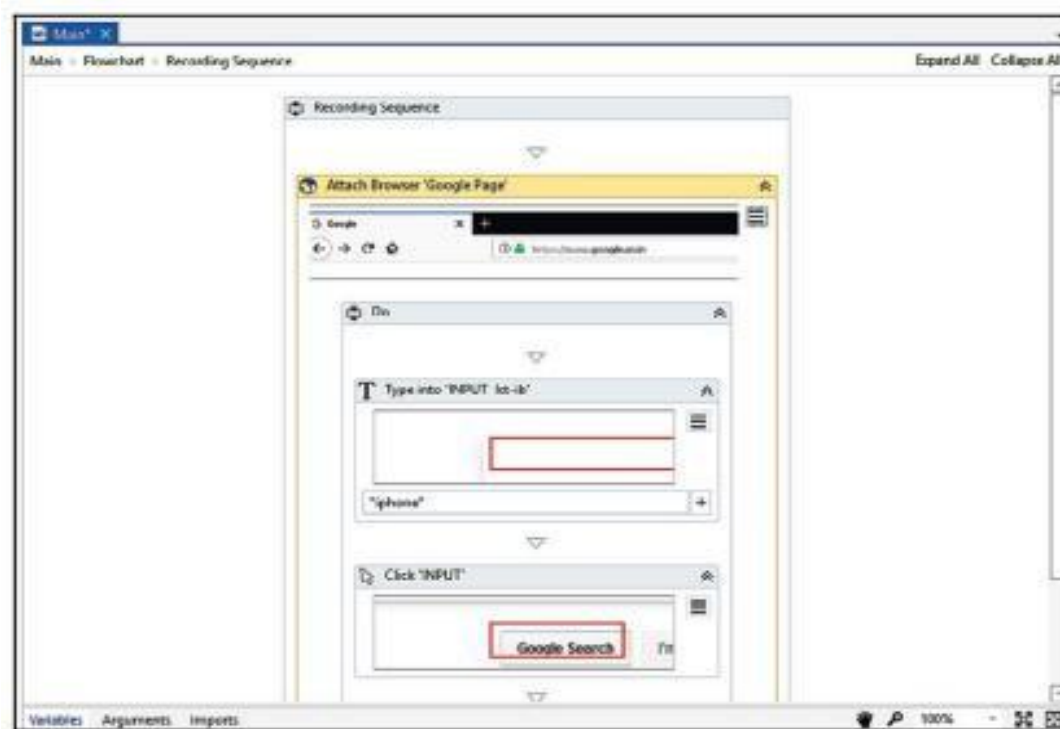 Main*
Main Flowchart Recording Sequence Expand All Collapse Al
Recording Sequence
Attach Browser 'Google Page'
Google
Do
Type into 'INPUT lst-ib'
"iphone"
Click 'INPUT'
Google Search I'm
Variables Arguments Imports 100%